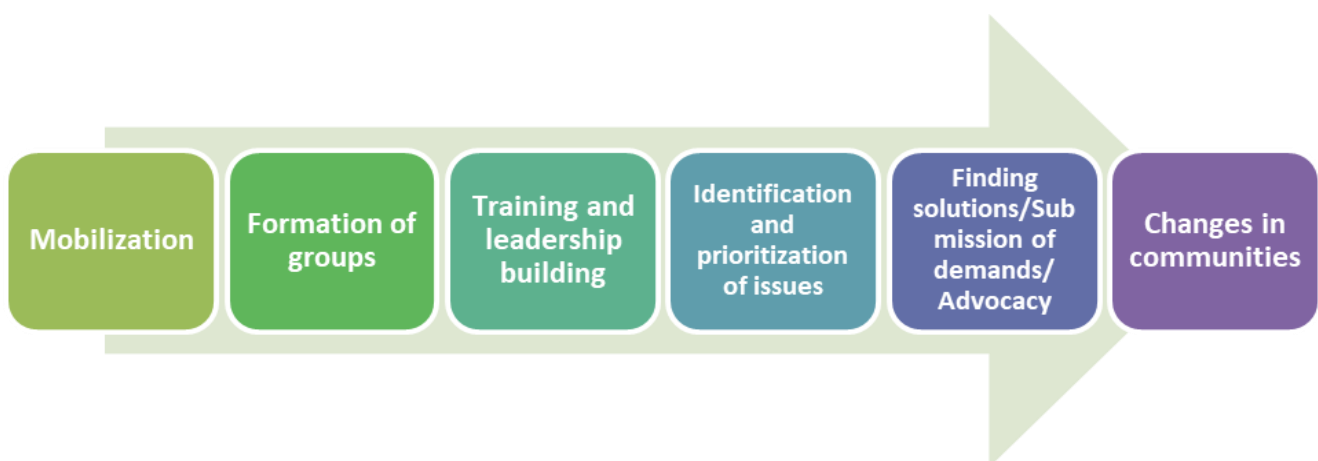 Mobilization
Formation of
groups
Training and
leadership
building
Identification
and
prioritization
of issues
Finding
solutions/Sub
mission of
demands/
Advocacy
Changes in
communities